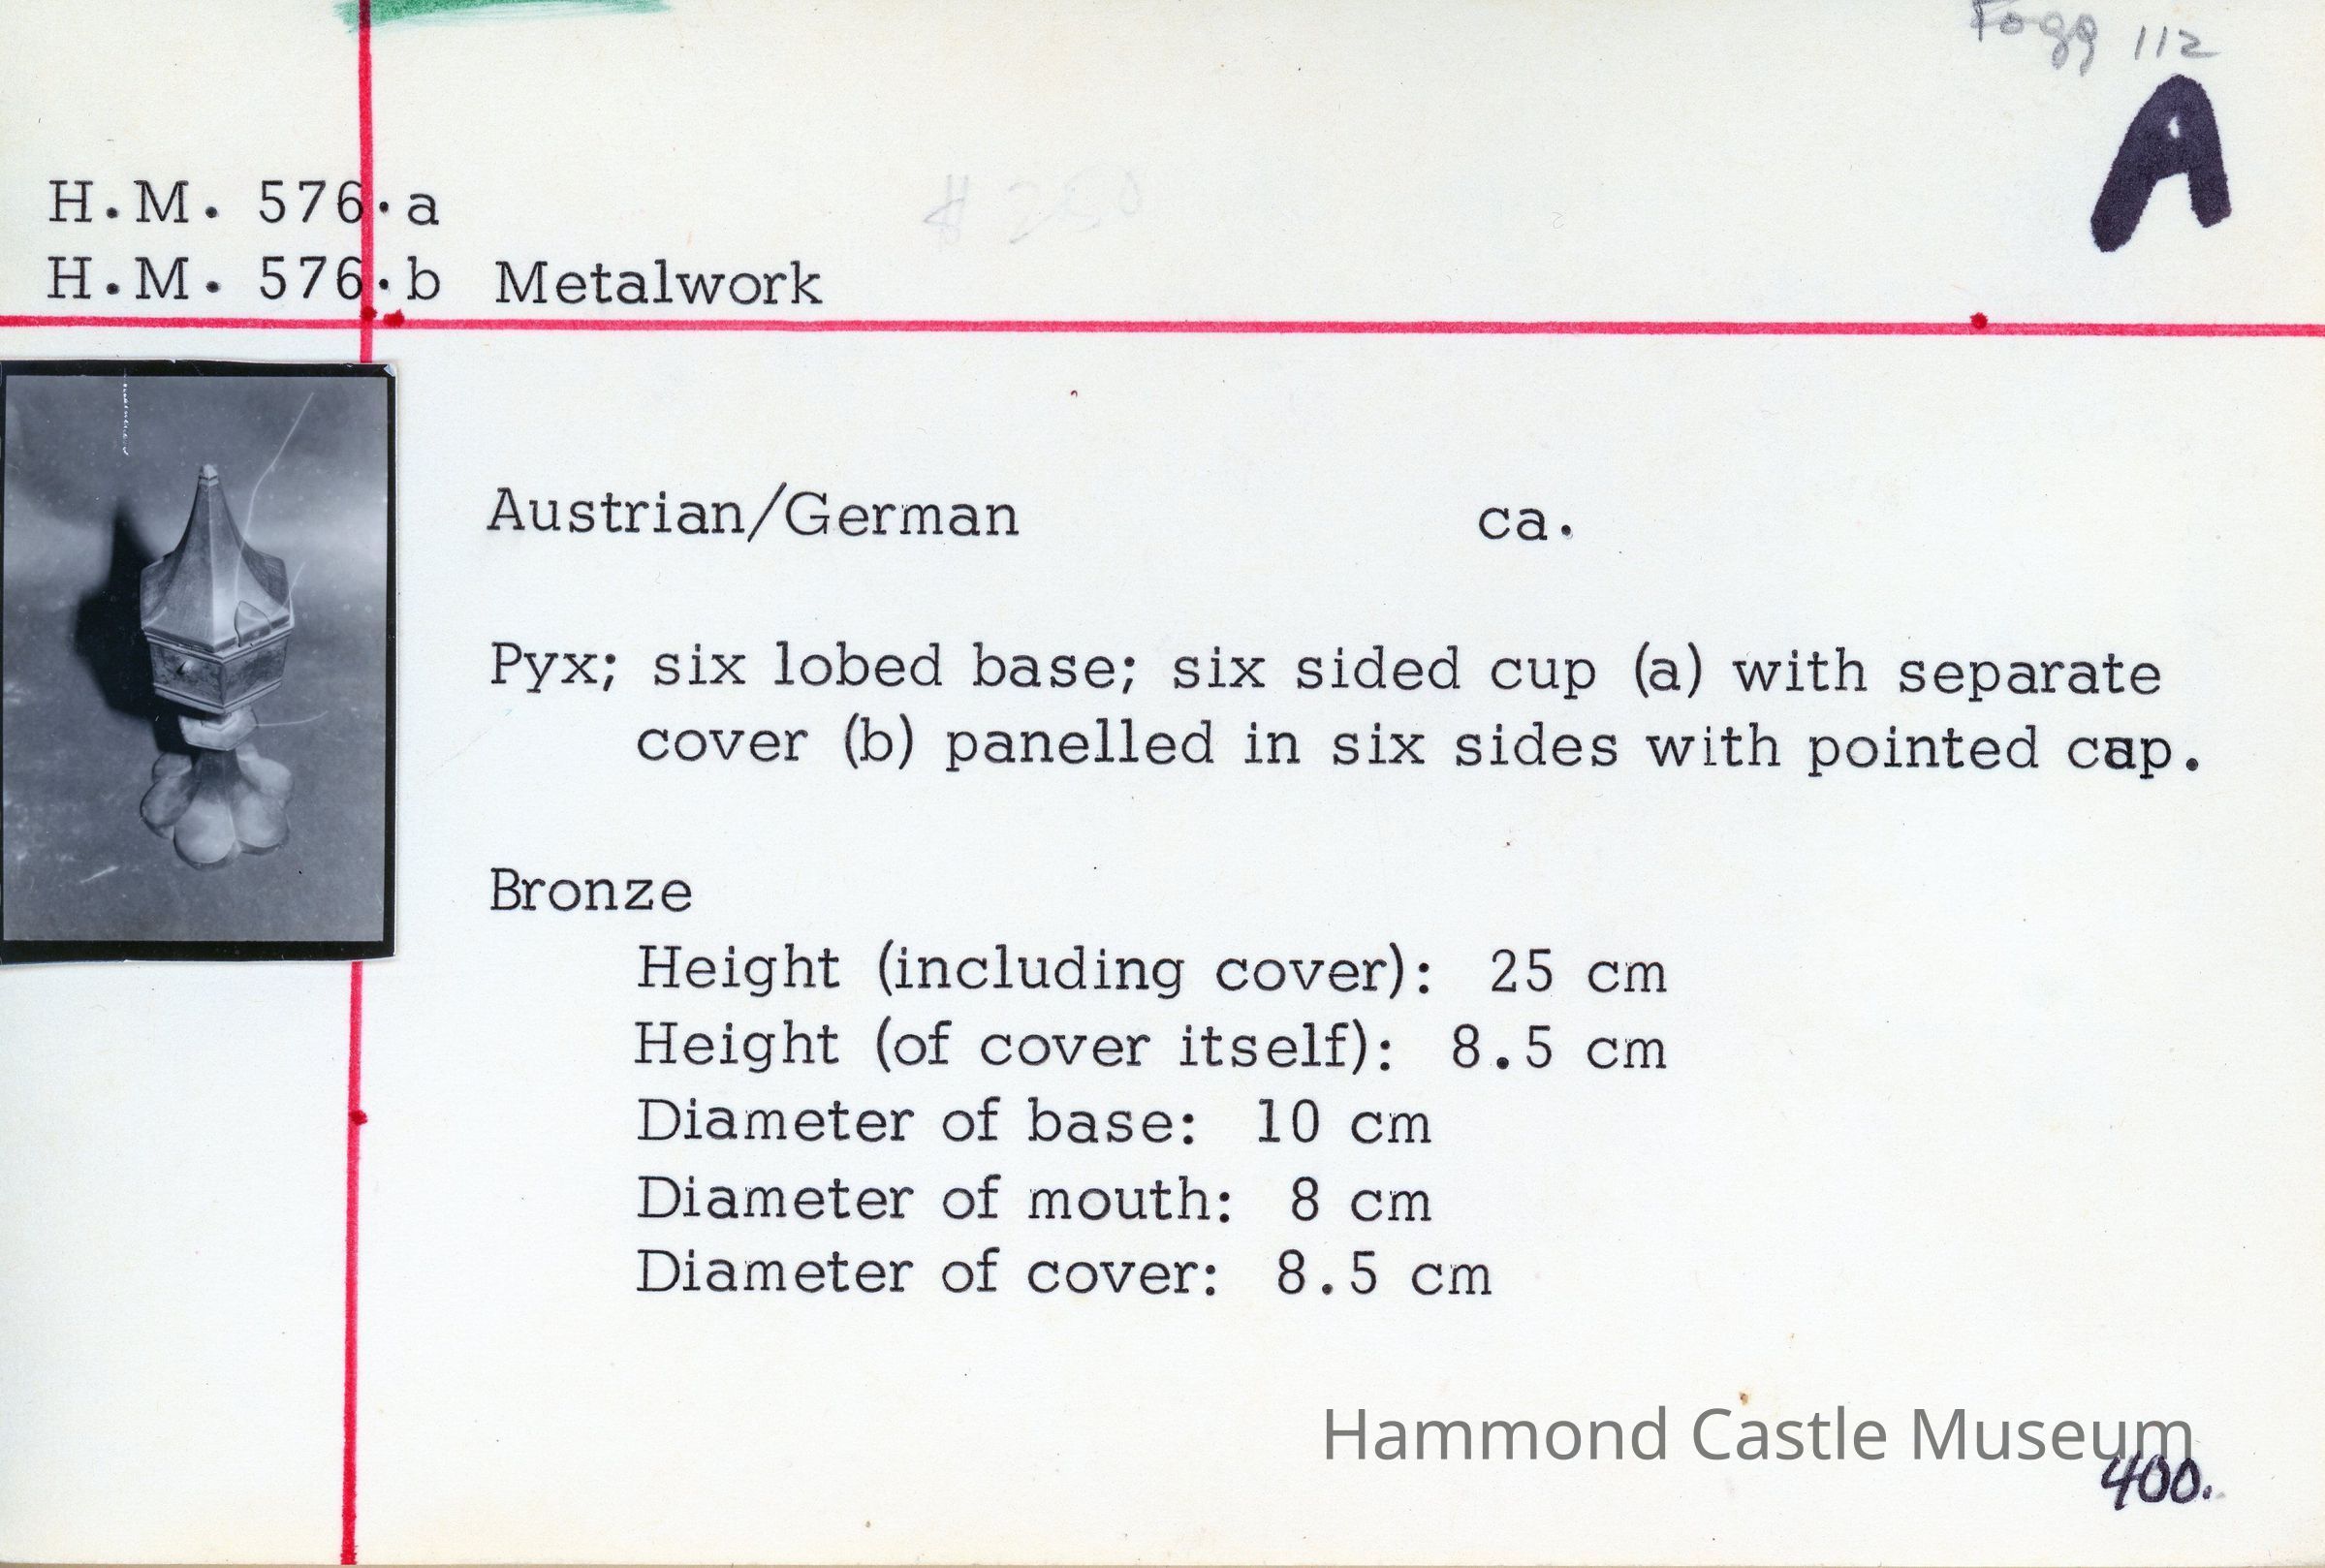 Fogg 112
A
H.M. 576.a
# 250
H.M. 576.b Metalwork
Austrian/German ca.
Pyx; six lobed base; six sided cup (a) with separate
cover (b) panelled in six sides with pointed cap.
Bronze
Height (including cover): 25 cm
Height (of cover itself): 8.5 cm
Diameter of base: 10 cm
Diameter of mouth: 8 cm
Diameter of cover: 8.5 cm
Hammond Castle Museum
400.